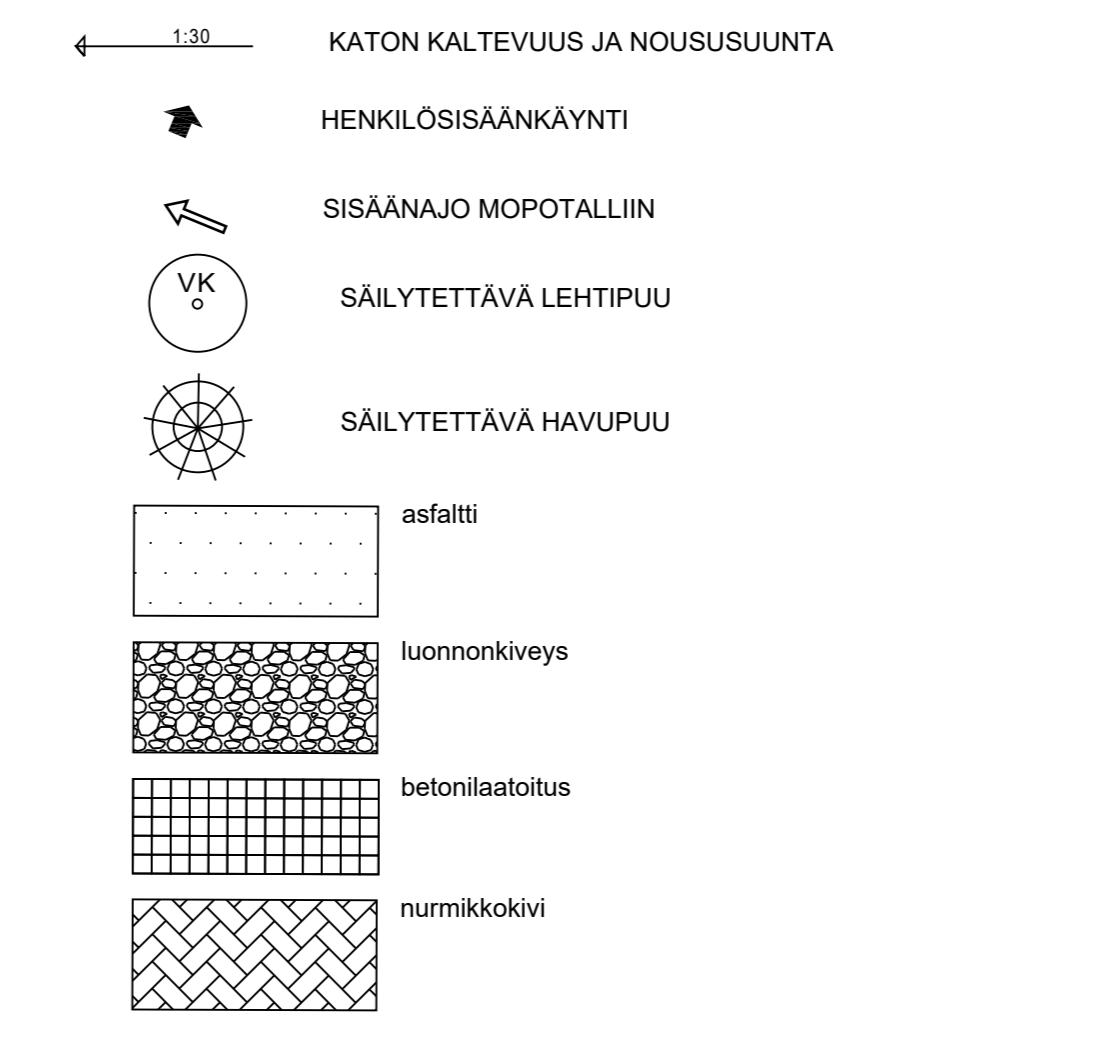 1:30 KATON KALTEVUUS JA NOUSUSUUNTA
HENKILÖSISÄÄNKÄYNTI
SISÄÄNAJO MOPOTALLIIN
VK SÄILYTETTÄVÄ LEHTIPUU
SÄILYTETTÄVÄ HAVUPUU
asfaltti
luonnonkiveys
betonilaatoitus
nurmikkokivi